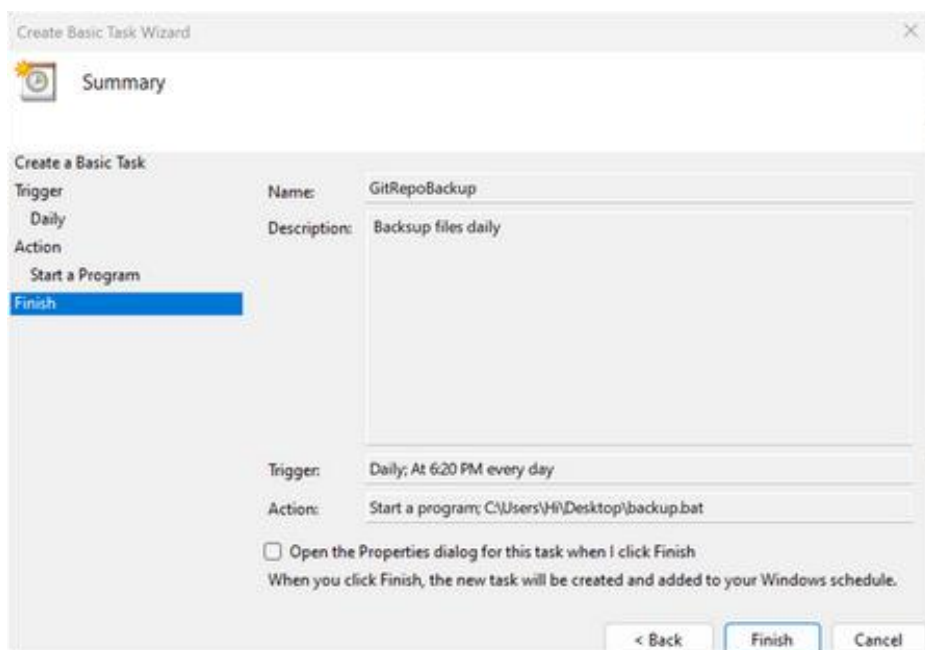 Create Basic Task Wizard
Summary
Create a Basic Task
Trigger
Daily
Action
Start a Program
Finish
Name:
GitRepoBackup
Description:
Backsup files daily
Trigger:
Daily; At 6:20 PM every day
Action:
Start a program; C:\Users\Hi\Desktop\backup.bat
Open the Properties dialog for this task when I click Finish
When you click Finish, the new task will be created and added to your Windows schedule.
< Back
Finish
Cancel